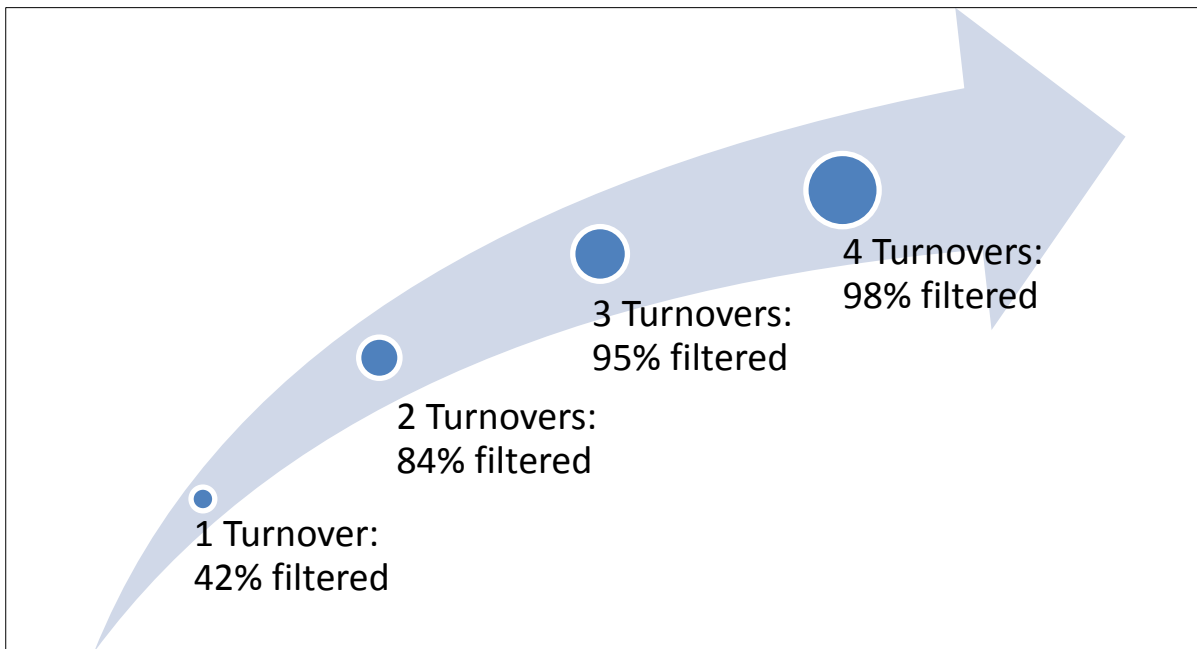 1 Turnover:
42% filtered
2 Turnovers:
84% filtered
3 Turnovers:
95% filtered
4 Turnovers:
98% filtered